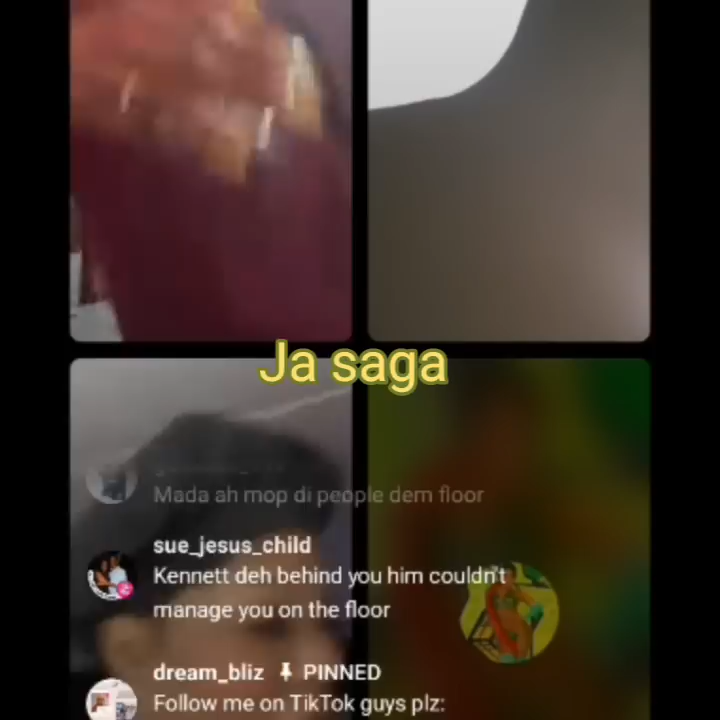 Ja saga
Mada ah mop di people dem floor
sue_jesus_child
Kennett deh behind you him couldn't
manage you on the floor
dream_bliz PINNED
Follow me on TikTok guys plz: